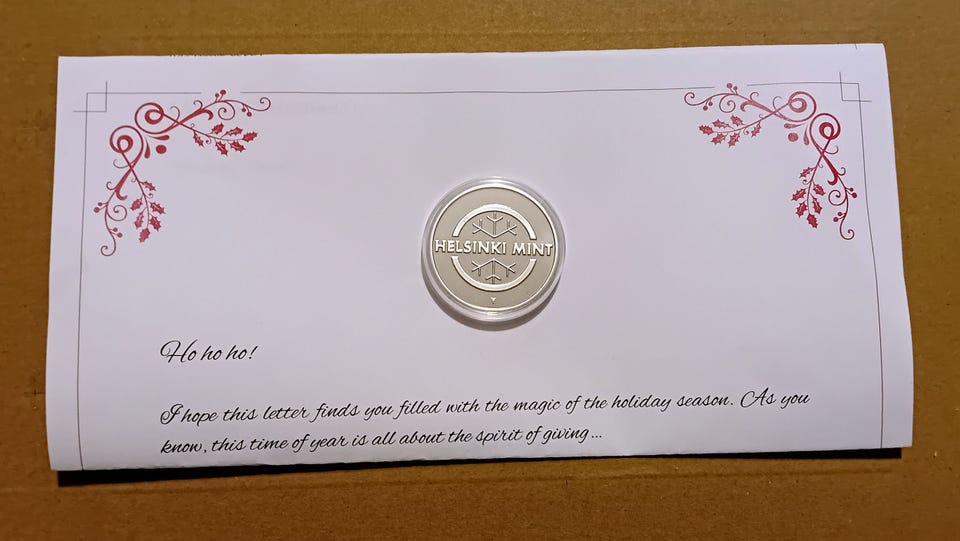 HELSINKI MINT
Ho ho ho!
I hope this letter finds you filled with the magic of the holiday season. As you
know, this time of year is all about the spirit of giving...